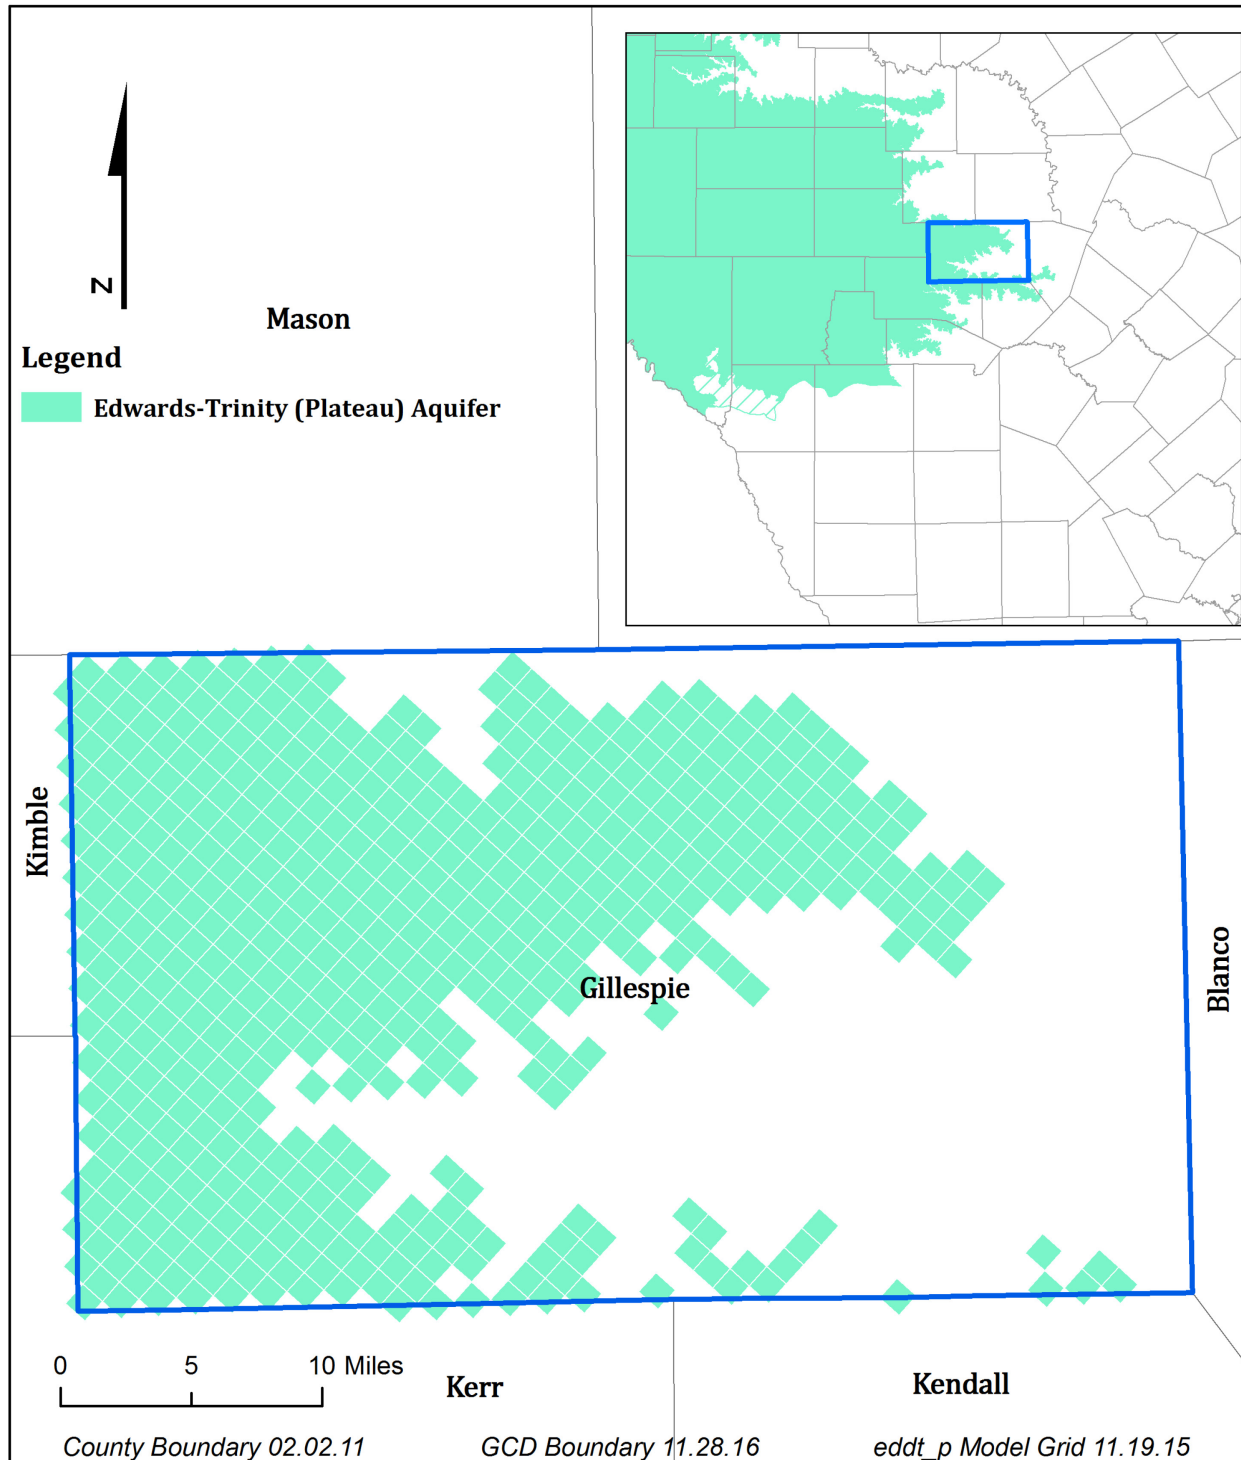 N
Mason
Legend
Edwards-Trinity (Plateau) Aquifer
Kimble
Gillespie
Blanco
0 5 10 Miles
Kerr
Kendall
County Boundary 02.02.11 GCD Boundary 11.28.16 eddt_p Model Grid 11.19.15